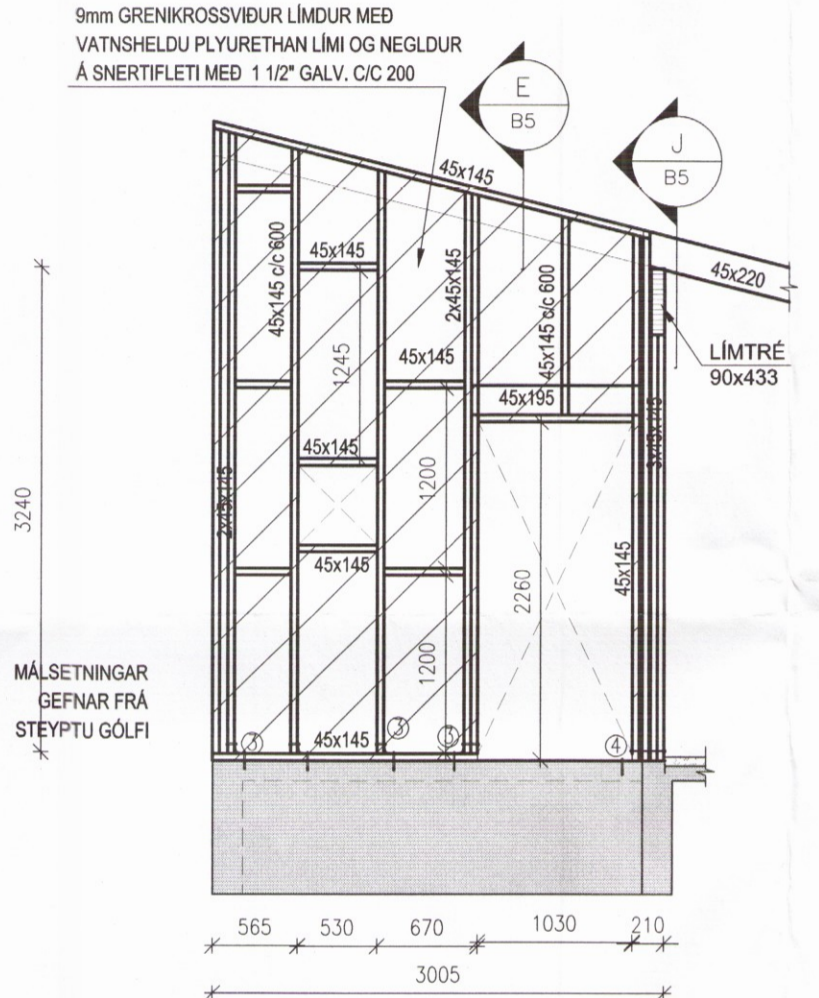 9mm GRENIKROSSVIÐUR LÍMDUR MEÐ
VATNSHELDU PLYURETHAN LÍMI OG NEGLDUR
Á SNERTIFLETI MEÐ 1 1/2" GALV. C/C 200
E
B5
J
B5
45x145
45x220
45x145
45x145 c/c 600
2x45x145
45x145 c/c 600
1245
45x145
LÍMTRÉ
90x433
45x195
3x45x145
45x145
2x45x145
1200
3240
45x145
2260
45x145
1200
MÁLSETNINGAR
GEFNAR FRÁ
STEYPTU GÓLFI
3
45x145
3
3
4
565
530
670
1030
210
3005